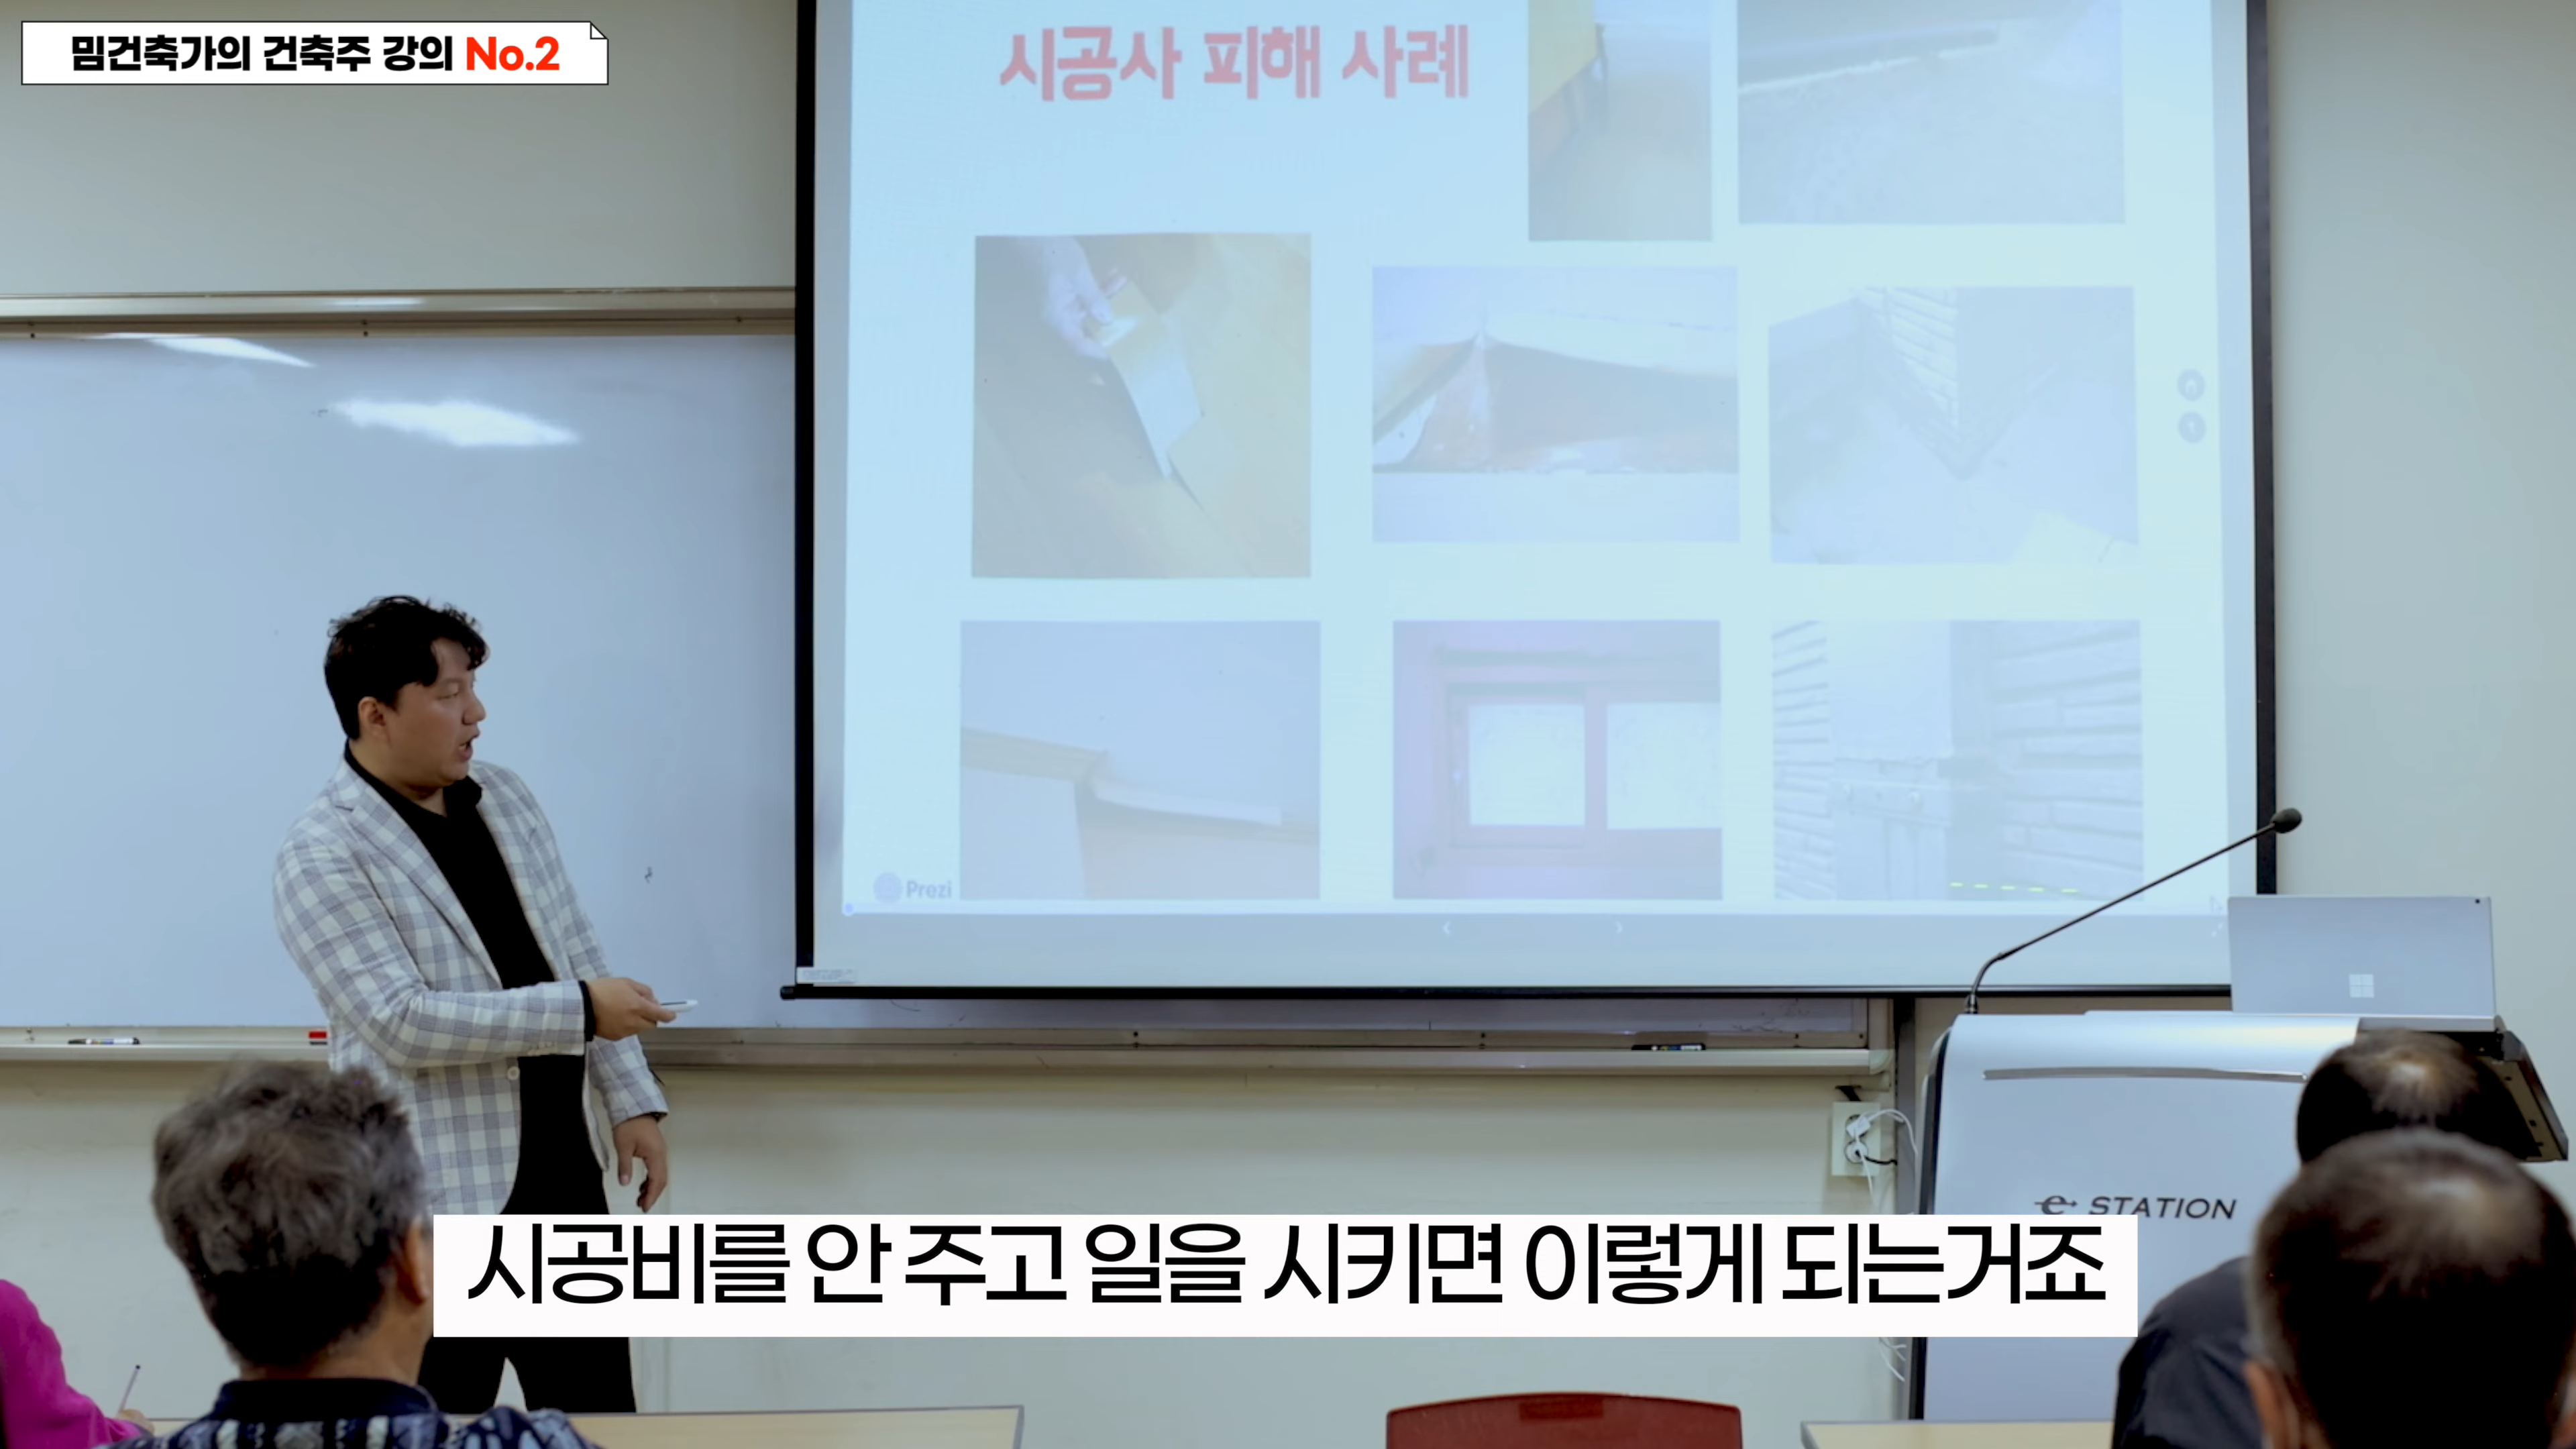 밈건축가의 건축주 강의 No.2
시공사 피해 사례
Prezi
e STATION
시공비를 안 주고 일을 시키면 이렇게 되는거죠